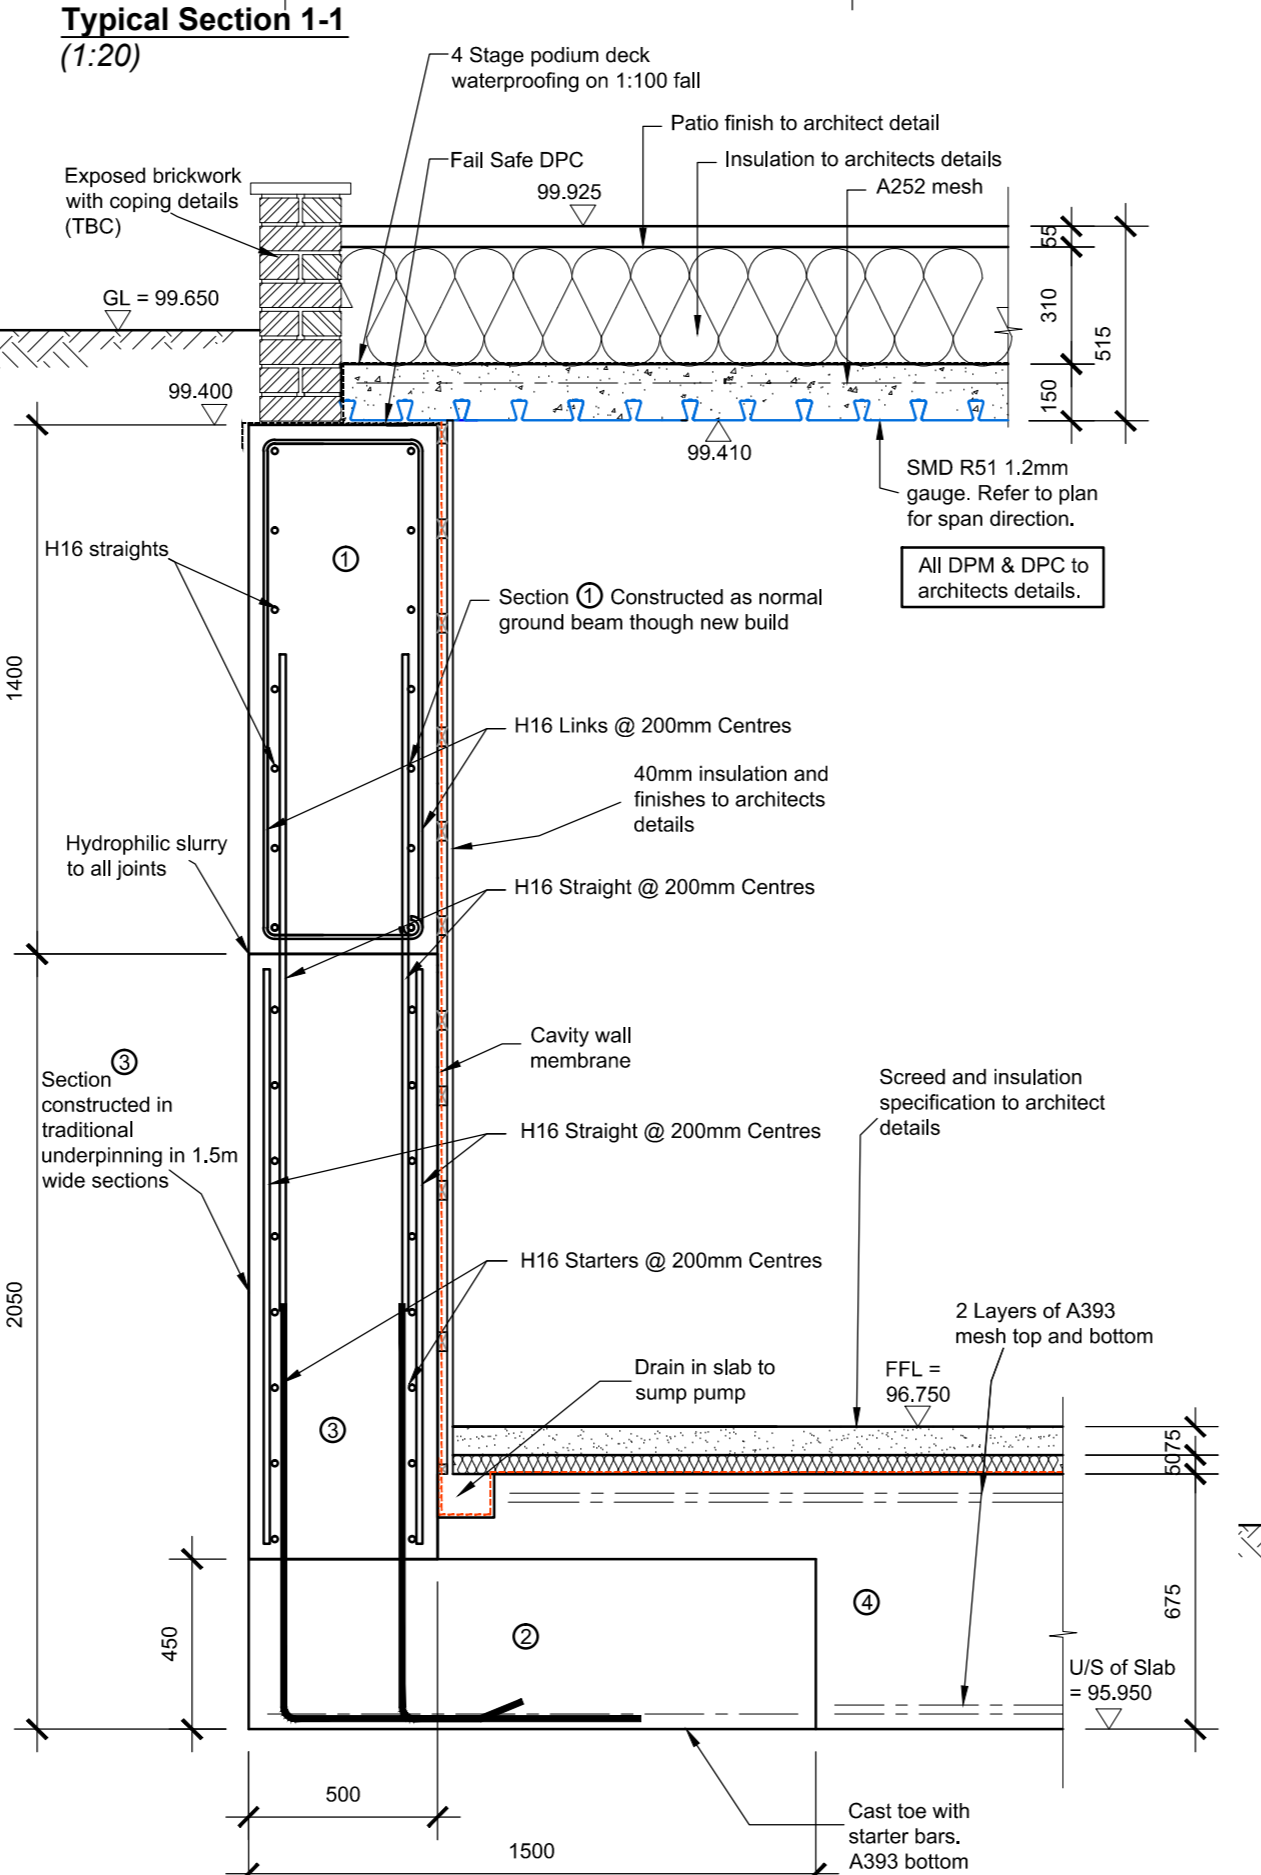 Typical Section 1-1
(1:20)
4 Stage podium deck
waterproofing on 1:100 fall
Patio finish to architect detail
Fail Safe DPC
Insulation to architects details
A252 mesh
Exposed brickwork
with coping details
(TBC)
99.925
GL = 99.650
99.400
55
310
150
515
99.410
SMD R51 1.2mm
gauge. Refer to plan
for span direction.
All DPM & DPC to
architects details.
H16 straights
1
Section 1 Constructed as normal
ground beam though new build
1400
H16 Links @ 200mm Centres
40mm insulation and
finishes to architects
details
Hydrophilic slurry
to all joints
H16 Straight @ 200mm Centres
Cavity wall
membrane
Section 3
constructed in
traditional
underpinning in 1.5m
wide sections
Screed and insulation
specification to architect
details
H16 Straight @ 200mm Centres
H16 Starters @ 200mm Centres
2050
2 Layers of A393
mesh top and bottom
Drain in slab to
sump pump
FFL =
96.750
3
75
50
4
2
450
675
U/S of Slab
= 95.950
500
1500
Cast toe with
starter bars.
A393 bottom